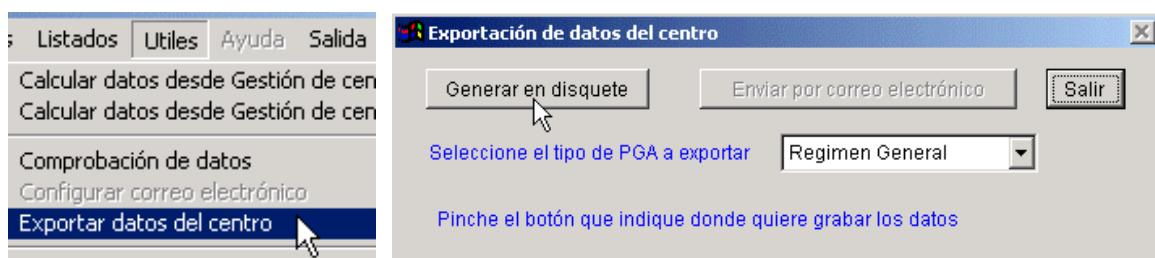 Listados Utiles Ayuda Salida
Calcular datos desde Gestión de cen
Calcular datos desde Gestión de cen
Comprobación de datos
Configurar correo electrónico
Exportar datos del centro
Exportación de datos del centro
Generar en disquete Enviar por correo electrónico Salir
Seleccione el tipo de PGA a exportar Regimen General
Pinche el botón que indique donde quiere grabar los datos